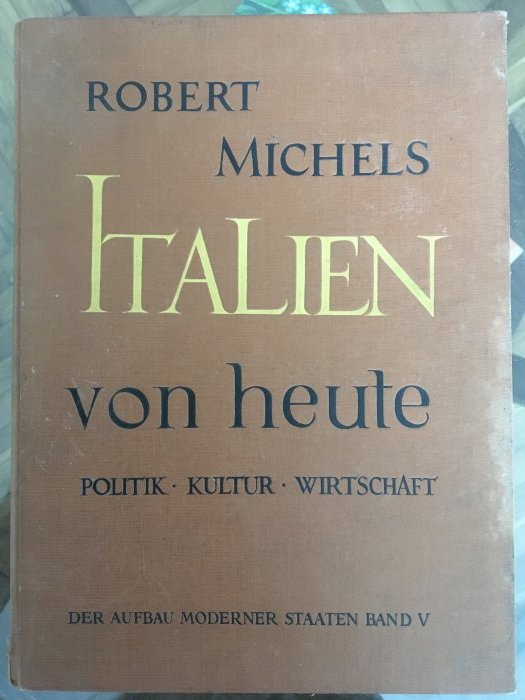 ROBERT
MICHELS
ITALIEN
von heute
POLITIK · KULTUR · WIRTSCHAFT
DER AUFBAU MODERNER STAATEN BAND V